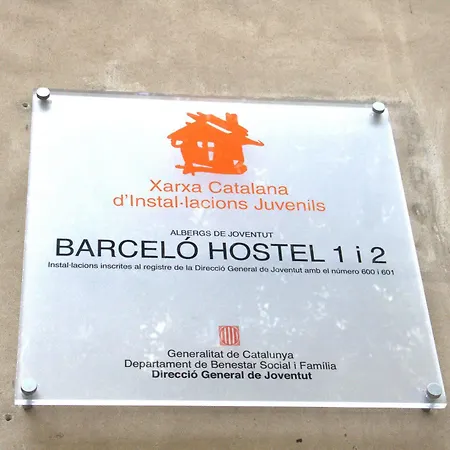 Xarxa Catalana
d'Instal·lacions Juvenils
ALBERGS DE JOVENTUT
BARCELÓ HOSTEL 1 i 2
Instal·lacions inscrites al registre de la Direcció General de Joventut amb el número 600 i 601
Generalitat de Catalunya
Departament de Benestar Social i Família
Direcció General de Joventut